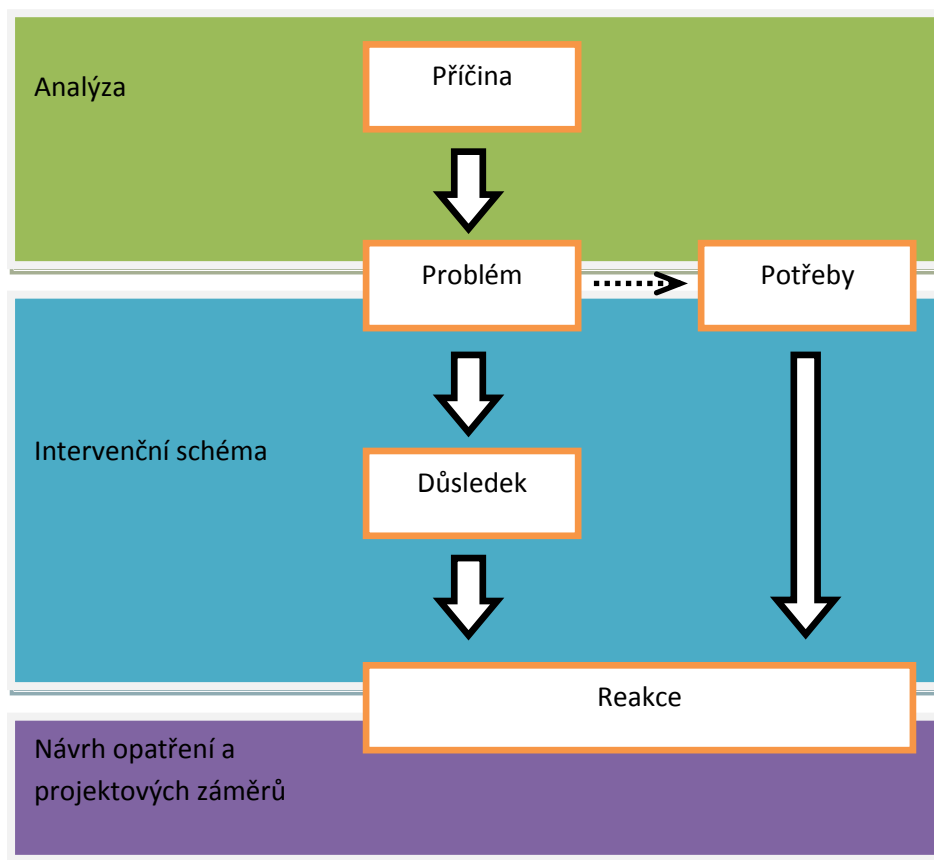 Analýza
Příčina
Problém
Potřeby
Intervenční schéma
Důsledek
Reakce
Návrh opatření a
projektových záměrů